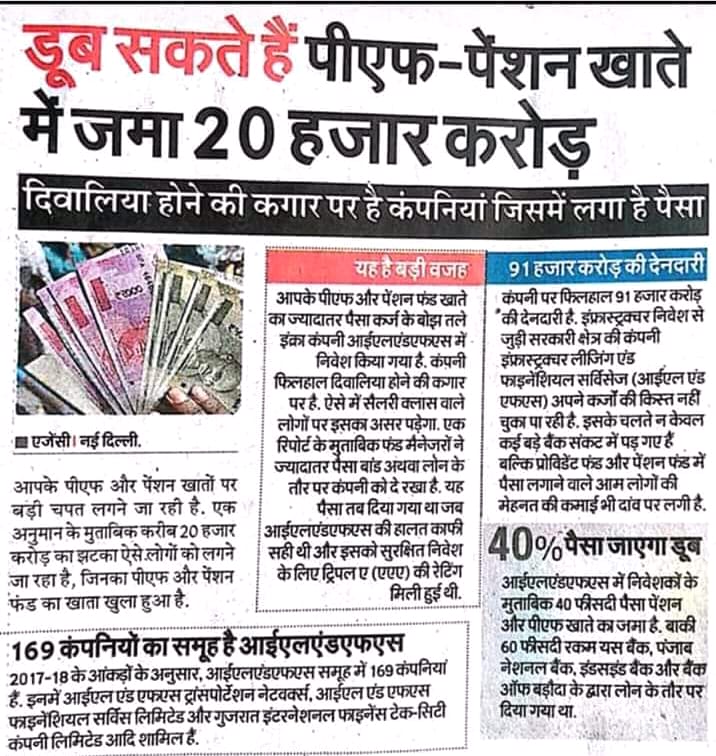 डूब सकते हैं पीएफ-पेंशन खाते
में जमा 20 हजार करोड़
दिवालिया होने की कगार पर है कंपनियां जिसमें लगा है पैसा
■ एजेंसी। नई दिल्ली.
आपके पीएफ और पेंशन खातों पर
बड़ी चपत लगने जा रही है. एक
अनुमान के मुताबिक करीब 20 हजार
करोड़ का झटका ऐसे लोगों को लगने
जा रहा है, जिनका पीएफ और पेंशन
फंड का खाता खुला हुआ है.
यह है बड़ी वजह
आपके पीएफ और पेंशन फंड खाते
का ज्यादातर पैसा कर्ज के बोझ तले
डूंका कंपनी आईएलएंडएफएस में
निवेश किया गया है. कंपनी
फिलहाल दिवालिया होने की कगार
पर है. ऐसे में सैलरी क्लास वाले
लोगों पर इसका असर पड़ेगा. एक
रिपोर्ट के मुताबिक फंड मैनेजरों ने
ज्यादातर पैसा बांड अथवा लोन के
तौर पर कंपनी को दे रखा है. यह
पैसा तब दिया गया था जब
आईएलएंडएफएस की हालत काफी
सही थी और इसको सुरक्षित निवेश
के लिए ट्रिपल ए (एएए) की रेटिंग
मिली हुई थी.
91 हजार करोड़ की देनदारी
कंपनी पर फिलहाल 91 हजार करोड़
की देनदारी है. इंफ्रास्ट्रक्चर निवेश से
जुड़ी सरकारी क्षेत्र की कंपनी
इंफ्रास्ट्रक्चर लीजिंग एंड
फाइनेंशियल सर्विसेज (आईएल एंड
एफएस) अपने कर्जों की किस्त नहीं
चुका पा रही है. इसके चलते न केवल
कई बड़े बैंक संकट में पड़ गए हैं
बल्कि प्रोविडेंट फंड और पेंशन फंड में
पैसा लगाने वाले आम लोगों की
मेहनत की कमाई भी दांव पर लगी है.
40% पैसा जाएगा डूब
आईएलएंडएफएस में निवेशकों के
मुताबिक 40 फीसदी पैसा पेंशन
और पीएफ खाते का जमा है. बाकी
60 फीसदी रकम यस बैंक, पंजाब
नेशनल बैंक, इंडसइंड बैंक और बैंक
ऑफ बड़ौदा के द्वारा लोन के तौर पर
दिया गया था.
169 कंपनियों का समूह है आईएलएंडएफएस
2017-18 के आंकड़ों के अनुसार, आईएलएंडएफएस समूह में 169 कंपनियां
हैं. इनमें आईएल एंड एफएस ट्रांसपोर्टेशन नेटवर्क्स, आईएल एंड एफएस
फाइनेंशियल सर्विस लिमिटेड और गुजरात इंटरनेशनल फाइनेंस टेक-सिटी
कंपनी लिमिटेड आदि शामिल हैं.